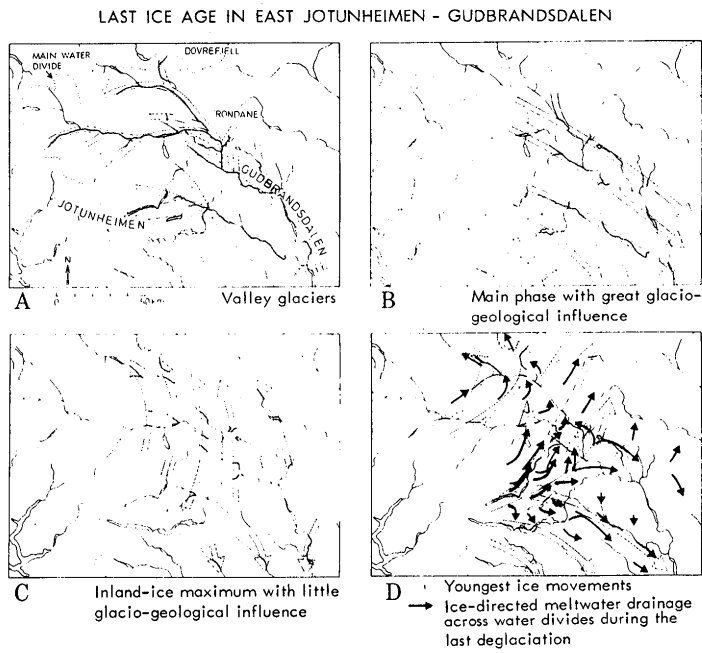 LAST ICE AGE IN EAST JOTUNHEIMEN - GUDBRANDSDALEN
MAIN WATER
DIVIDE
DOVREFJELL
RONDANE
GUDBRANDSDALEN
JOTUNHEIMEN
N
0
A
Valley glaciers
B
Main phase with great glacio-
geological influence
C
Inland-ice maximum with little
glacio-geological influence
D
Youngest ice movements
Ice-directed meltwater drainage
across water divides during the
last deglaciation